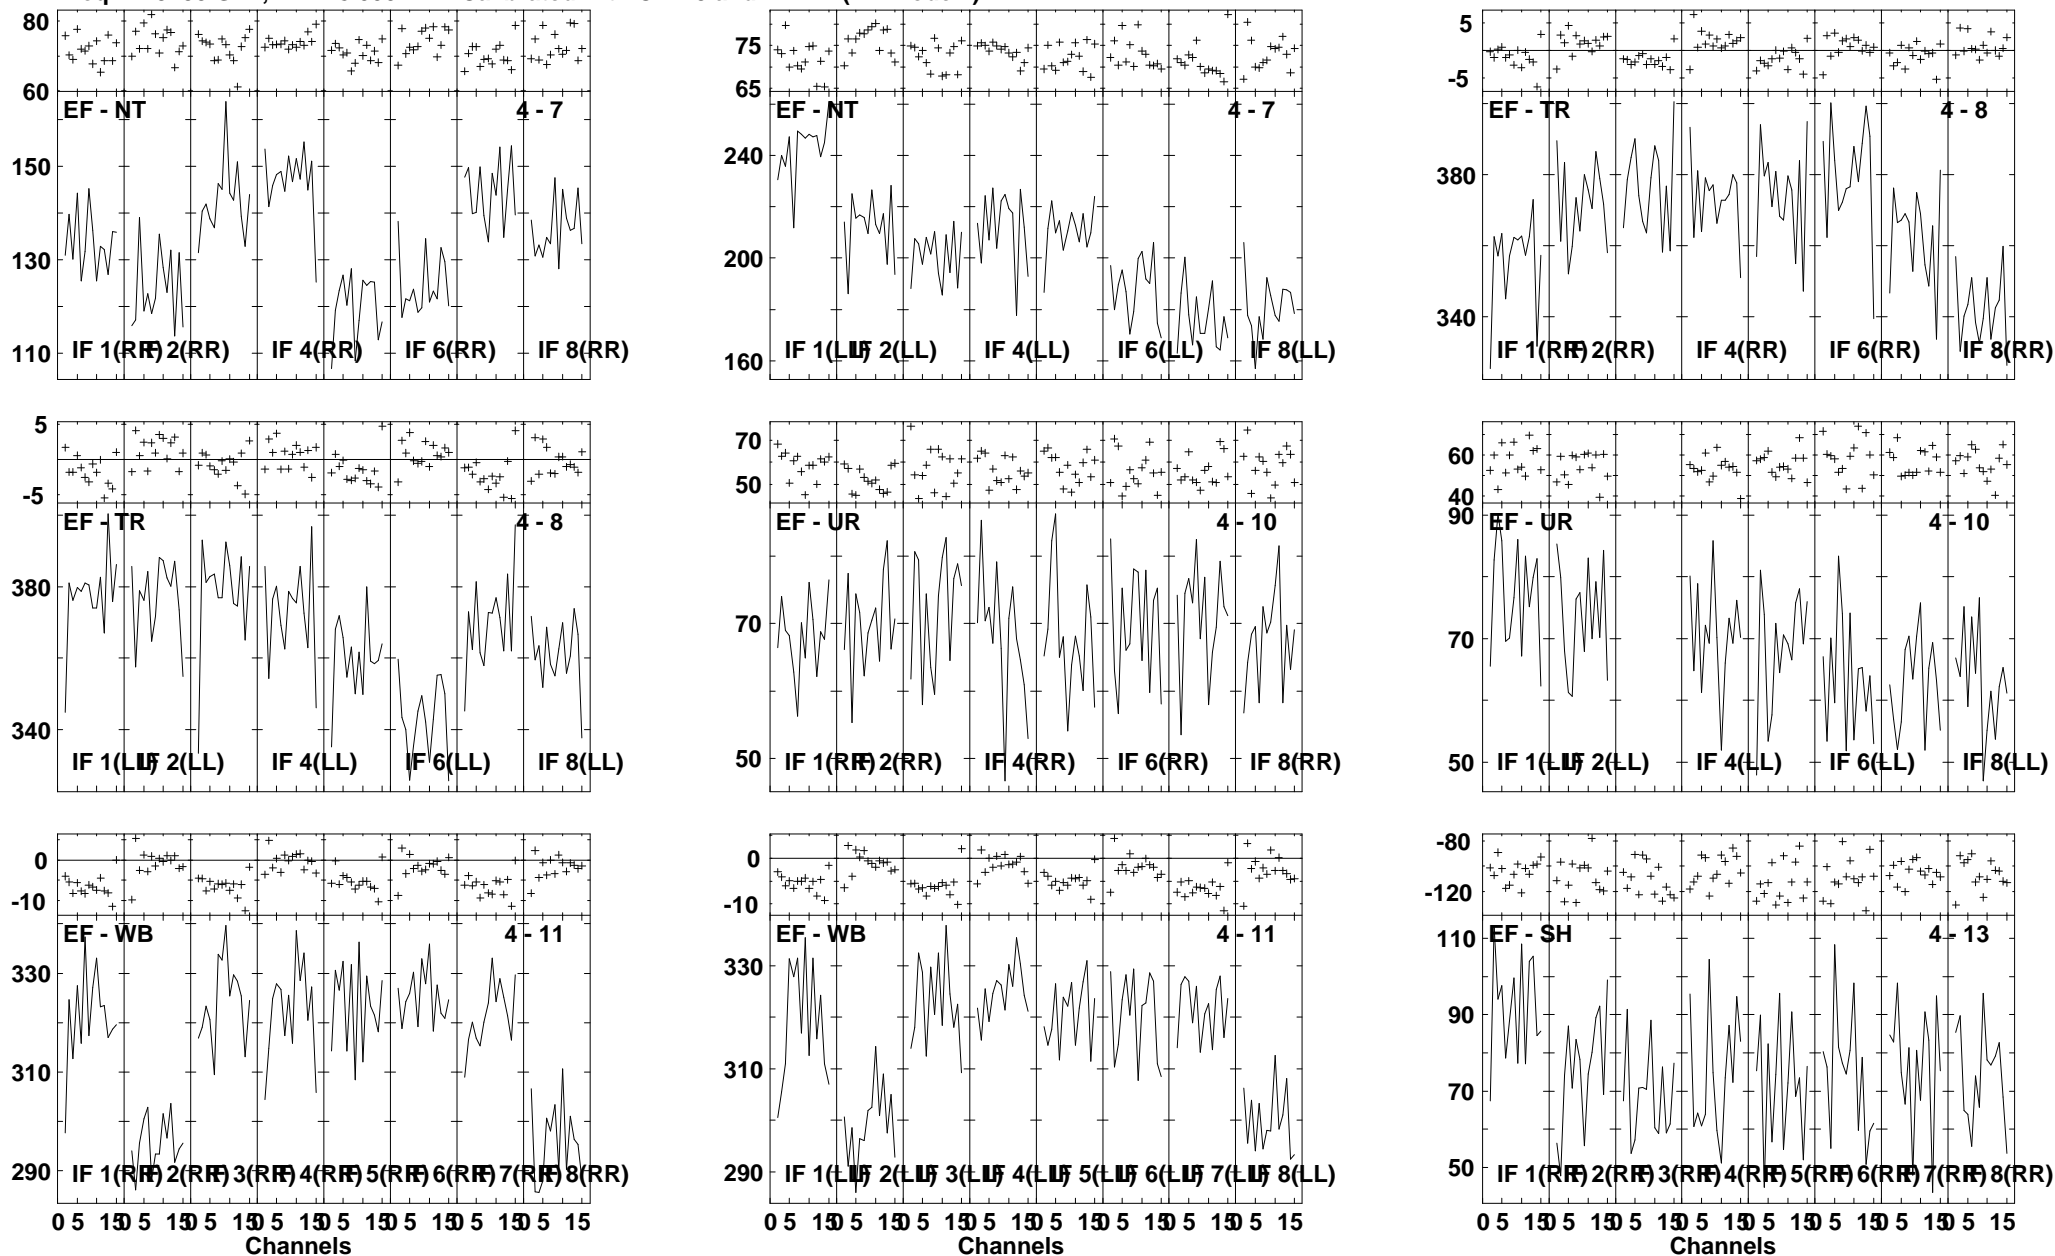 80
60
EF - NT 4 - 7
150
130
110
IF 1(RR) IF 2(RR) IF 4(RR) IF 6(RR) IF 8(RR)
75
65
EF - NT 4 - 7
240
200
160
IF 1(LL) IF 2(LL) IF 4(LL) IF 6(LL) IF 8(LL)
5
-5
EF - TR 4 - 8
380
340
IF 1(RR) IF 2(RR) IF 4(RR) IF 6(RR) IF 8(RR)
5
-5
EF - TR 4 - 8
380
340
IF 1(LL) IF 2(LL) IF 4(LL) IF 6(LL) IF 8(LL)
70
50
EF - UR 4 - 10
70
50
IF 1(RR) IF 2(RR) IF 4(RR) IF 6(RR) IF 8(RR)
60
40
EF - UR 4 - 10
90
70
50
IF 1(LL) IF 2(LL) IF 4(LL) IF 6(LL) IF 8(LL)
0
-10
EF - WB 4 - 11
330
310
290
IF 1(RR) IF 2(RR) IF 3(RR) IF 4(RR) IF 5(RR) IF 6(RR) IF 7(RR) IF 8(RR)
0 5 15 0 5 15 0 5 15 0 5 15 0 5 15 0 5 15 0 5 15 0 5 15
Channels
0
-10
EF - WB 4 - 11
330
310
290
IF 1(LL) IF 2(LL) IF 3(LL) IF 4(LL) IF 5(LL) IF 6(LL) IF 7(LL) IF 8(LL)
0 5 15 0 5 15 0 5 15 0 5 15 0 5 15 0 5 15 0 5 15 0 5 15
Channels
-80
-120
EF - SH 4 - 13
110
90
70
50
IF 1(RR) IF 2(RR) IF 3(RR) IF 4(RR) IF 5(RR) IF 6(RR) IF 7(RR) IF 8(RR)
0 5 15 0 5 15 0 5 15 0 5 15 0 5 15 0 5 15 0 5 15 0 5 15
Channels